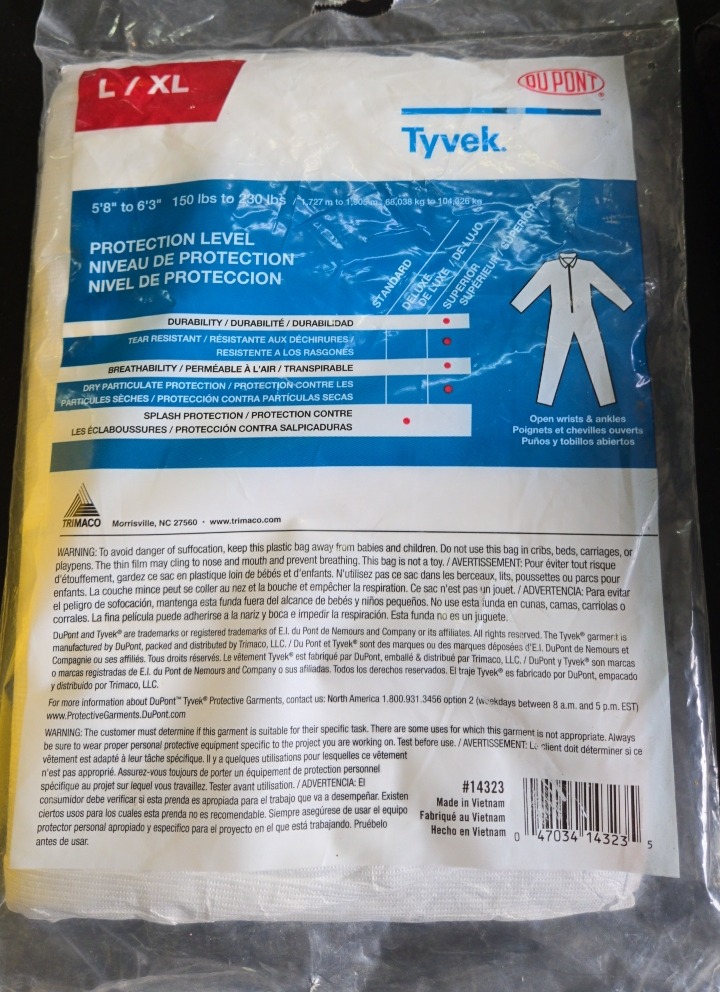 L / XL
DU PONT®
Tyvek®
5'8" to 6'3" 150 lbs to 230 lbs / 1,727 m to 1,905 m, 68,038 kg to 104,326 kg
PROTECTION LEVEL
NIVEAU DE PROTECTION
NIVEL DE PROTECCION
STANDARD
DELUXE
DE LUXE / DE LUJO
SUPERIOR
SUPÉRIEUR / SUPERIOR
DURABILITY / DURABILITÉ / DURABILIDAD
TEAR RESISTANT / RÉSISTANTE AUX DÉCHIRURES /
RESISTENTE A LOS RASGONES
BREATHABILITY / PERMÉABLE À L'AIR / TRANSPIRABLE
DRY PARTICULATE PROTECTION / PROTECTION CONTRE LES
PARTICULES SÈCHES / PROTECCIÓN CONTRA PARTÍCULAS SECAS
SPLASH PROTECTION / PROTECTION CONTRE
LES ÉCLABOUSSURES / PROTECCIÓN CONTRA SALPICADURAS
Open wrists & ankles
Poignets et chevilles ouverts
Puños y tobillos abiertos
TRIMACO Morrisville, NC 27560 • www.trimaco.com
WARNING: To avoid danger of suffocation, keep this plastic bag away from babies and children. Do not use this bag in cribs, beds, carriages, or
playpens. The thin film may cling to nose and mouth and prevent breathing. This bag is not a toy. / AVERTISSEMENT: Pour éviter tout risque
d'étouffement, gardez ce sac en plastique loin de bébés et d'enfants. N'utilisez pas ce sac dans les berceaux, lits, poussettes ou parcs pour
enfants. La couche mince peut se coller au nez et la bouche et empêcher la respiration. Ce sac n'est pas un jouet. / ADVERTENCIA: Para evitar
el peligro de sofocación, mantenga esta funda fuera del alcance de bebés y niños pequeños. No use esta funda en cunas, camas, carriolas o
corrales. La fina película puede adherirse a la nariz y boca e impedir la respiración. Esta funda no es un juguete.
DuPont and Tyvek® are trademarks or registered trademarks of E.I. du Pont de Nemours and Company or its affiliates. All rights reserved. The Tyvek® garment is
manufactured by DuPont, packed and distributed by Trimaco, LLC. / Du Pont et Tyvek® sont des marques ou des marques déposées d'E.I. DuPont de Nemours et
Compagnie ou ses affiliés. Tous droits réservés. Le vêtement Tyvek® est fabriqué par DuPont, emballé & distribué par Trimaco, LLC. / DuPont y Tyvek® son marcas
o marcas registradas de E.I. du Pont de Nemours and Company o sus afiliadas. Todos los derechos reservados. El traje Tyvek® es fabricado por DuPont, empacado
y distribuido por Trimaco, LLC.
For more information about DuPont™ Tyvek® Protective Garments, contact us: North America 1.800.931.3456 option 2 (weekdays between 8 a.m. and 5 p.m. EST)
www.ProtectiveGarments.DuPont.com
WARNING: The customer must determine if this garment is suitable for their specific task. There are some uses for which this garment is not appropriate. Always
be sure to wear proper personal protective equipment specific to the project you are working on. Test before use. / AVERTISSEMENT: Le client doit déterminer si ce
vêtement est adapté à leur tâche spécifique. Il y a quelques utilisations pour lesquelles ce vêtement
n'est pas approprié. Assurez-vous toujours de porter un équipement de protection personnel
spécifique au projet sur lequel vous travaillez. Tester avant utilisation. / ADVERTENCIA: El
consumidor debe verificar si esta prenda es apropiada para el trabajo que va a desempeñar. Existen
ciertos usos para los cuales esta prenda no es recomendable. Siempre asegúrese de usar el equipo
protector personal apropiado y especifico para el proyecto en el que está trabajando. Pruébelo
antes de usar.
#14323
Made in Vietnam
Fabriqué au Vietnam
Hecho en Vietnam
0 47034 14323 5